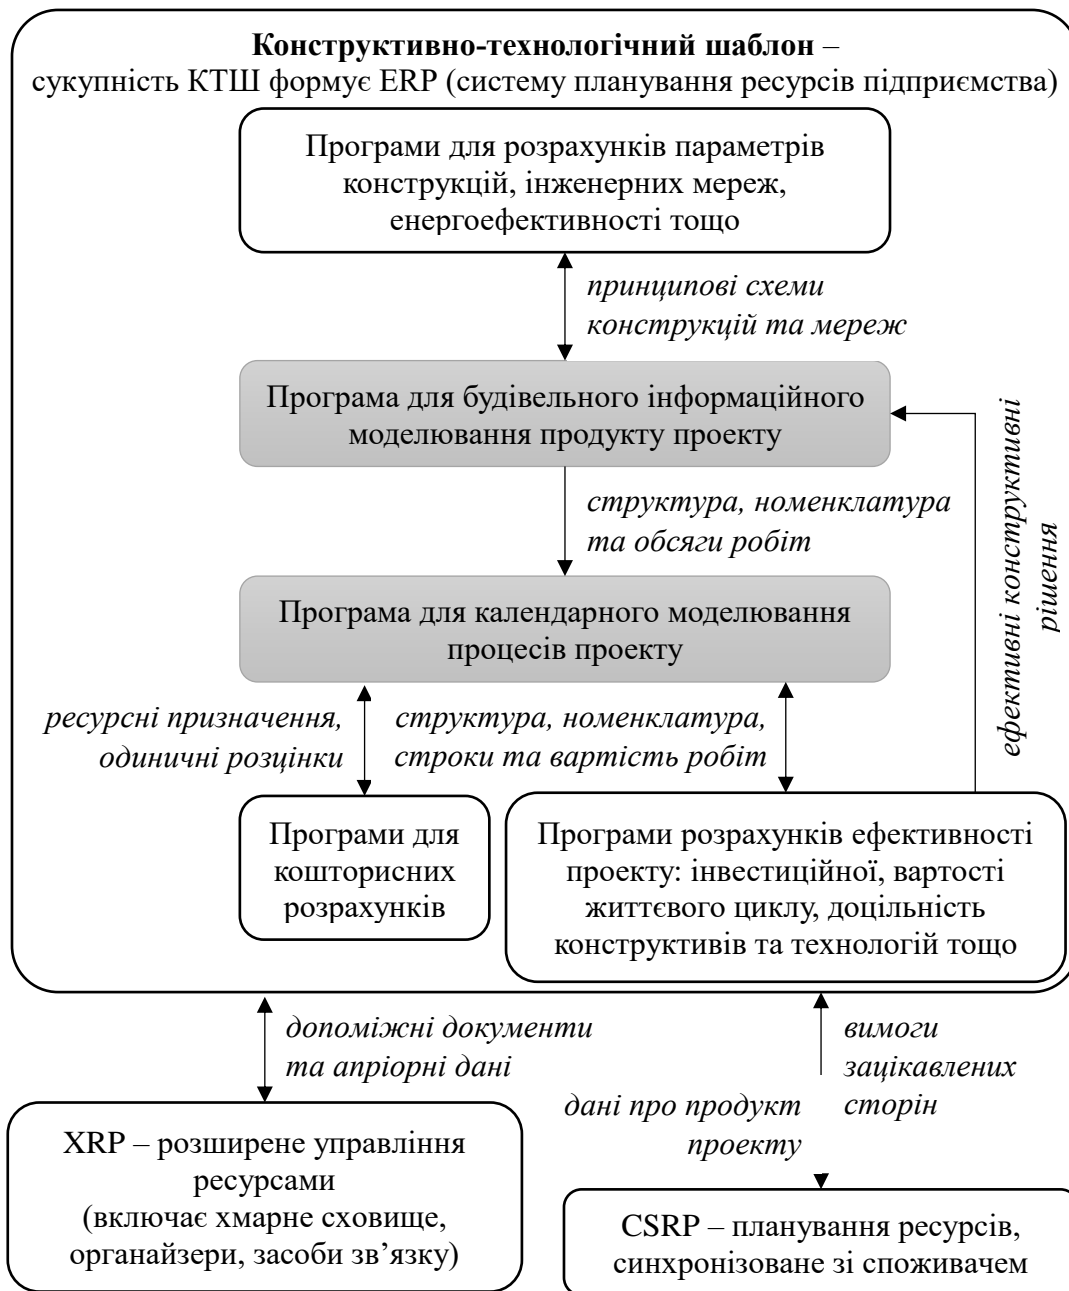 Конструктивно-технологічний шаблон –
сукупність КТШ формує ERP (систему планування ресурсів підприємства)
Програми для розрахунків параметрів
конструкцій, інженерних мереж,
енергоефективності тощо
принципові схеми
конструкцій та мереж
Програма для будівельного інформаційного
моделювання продукту проекту
структура, номенклатура
та обсяги робіт
ефективні конструктивні
рішення
Програма для календарного моделювання
процесів проекту
ресурсні призначення,
одиничні розцінки
структура, номенклатура,
строки та вартість робіт
Програми для
кошторисних
розрахунків
Програми розрахунків ефективності
проекту: інвестиційної, вартості
життєвого циклу, доцільність
конструктивів та технологій тощо
допоміжні документи
та апріорні дані
вимоги
зацікавлених
сторін
дані про продукт
проекту
XRP – розширене управління
ресурсами
(включає хмарне сховище,
органайзери, засоби зв’язку)
CSRP – планування ресурсів,
синхронізоване зі споживачем